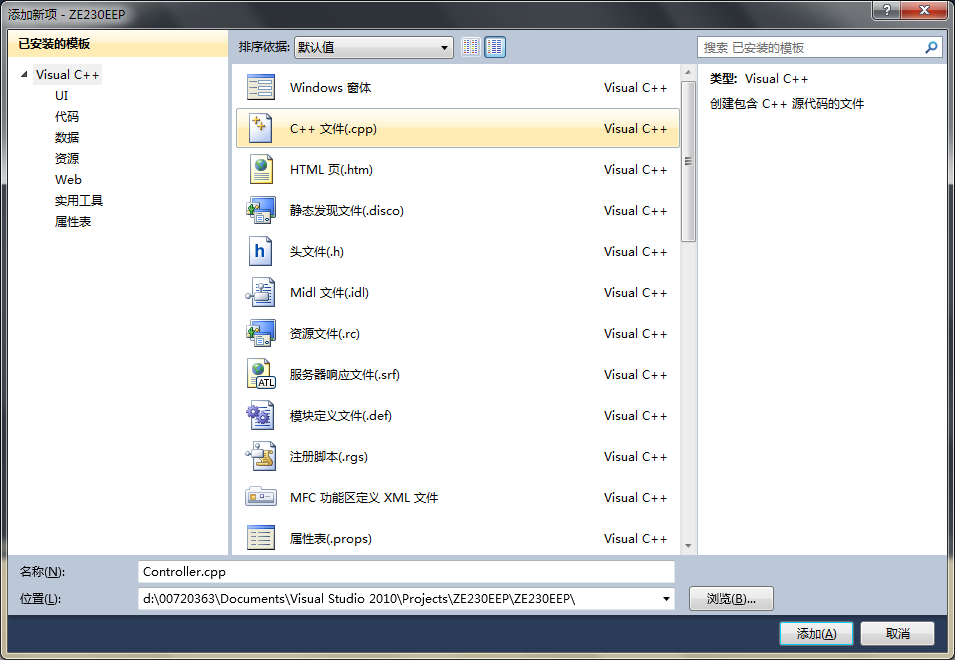 添加新项 - ZE230EEP
已安装的模板
Visual C++
UI
代码
数据
资源
Web
实用工具
属性表
排序依据: 默认值
搜索 已安装的模板
Windows 窗体 Visual C++
C++ 文件(.cpp) Visual C++
HTML 页(.htm) Visual C++
静态发现文件(.disco) Visual C++
头文件(.h) Visual C++
Midl 文件(.idl) Visual C++
资源文件(.rc) Visual C++
服务器响应文件(.srf) Visual C++
ATL
模块定义文件(.def) Visual C++
注册脚本(.rgs) Visual C++
MFC 功能区定义 XML 文件 Visual C++
属性表(.props) Visual C++
类型: Visual C++
创建包含 C++ 源代码的文件
名称(N): Controller.cpp
位置(L): d:\00720363\Documents\Visual Studio 2010\Projects\ZE230EEP\ZE230EEP\
浏览(B)...
添加(A) 取消